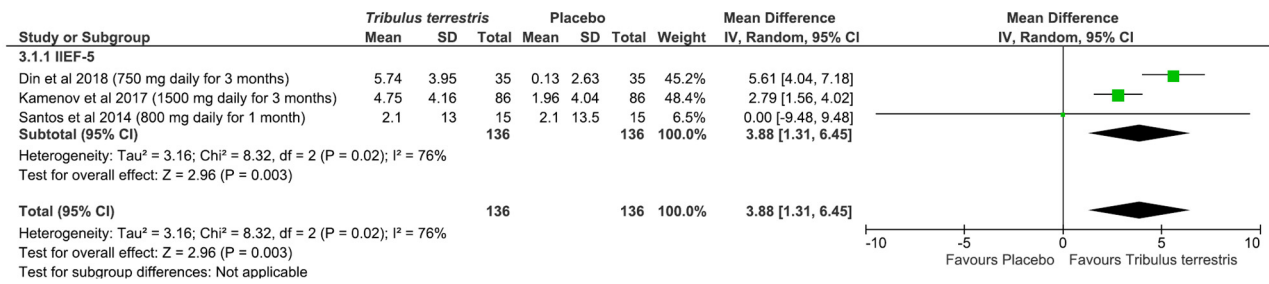 Tribulus terrestris Placebo Mean Difference Mean Difference
Study or Subgroup Mean SD Total Mean SD Total Weight IV, Random, 95% CI IV, Random, 95% CI
3.1.1 IIEF-5
Din et al 2018 (750 mg daily for 3 months) 5.74 3.95 35 0.13 2.63 35 45.2% 5.61 [4.04, 7.18]
Kamenov et al 2017 (1500 mg daily for 3 months) 4.75 4.16 86 1.96 4.04 86 48.4% 2.79 [1.56, 4.02]
Santos et al 2014 (800 mg daily for 1 month) 2.1 13 15 2.1 13.5 15 6.5% 0.00 [-9.48, 9.48]
Subtotal (95% CI) 136 136 100.0% 3.88 [1.31, 6.45]
Heterogeneity: Tau² = 3.16; Chi² = 8.32, df = 2 (P = 0.02); I² = 76%
Test for overall effect: Z = 2.96 (P = 0.003)
Total (95% CI) 136 136 100.0% 3.88 [1.31, 6.45]
Heterogeneity: Tau² = 3.16; Chi² = 8.32, df = 2 (P = 0.02); I² = 76%
Test for overall effect: Z = 2.96 (P = 0.003)
Test for subgroup differences: Not applicable
-10 -5 0 5 10
Favours Placebo Favours Tribulus terrestris